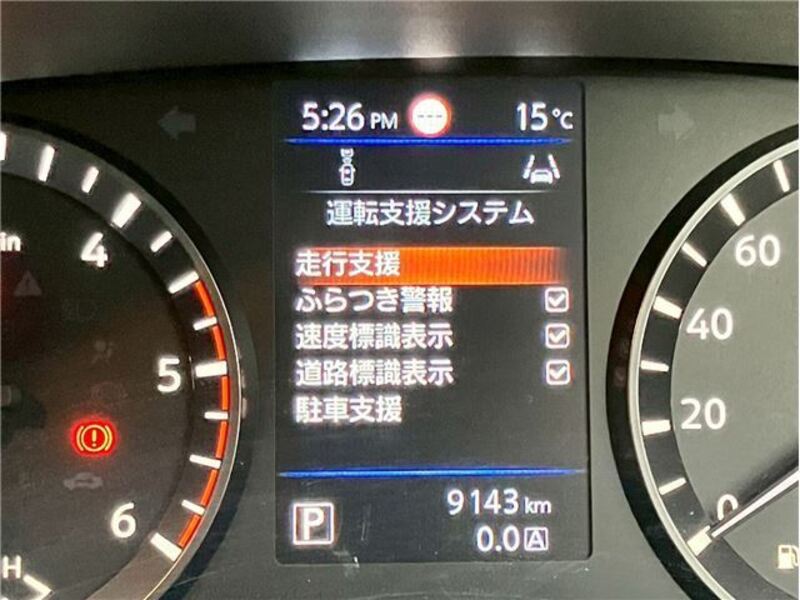 5:26 PM --- 15℃
運転支援システム
走行支援
ふらつき警報
速度標識表示
道路標識表示
駐車支援
9143 km
P 0.0 A
in
4
5
6
H
60
40
20
0